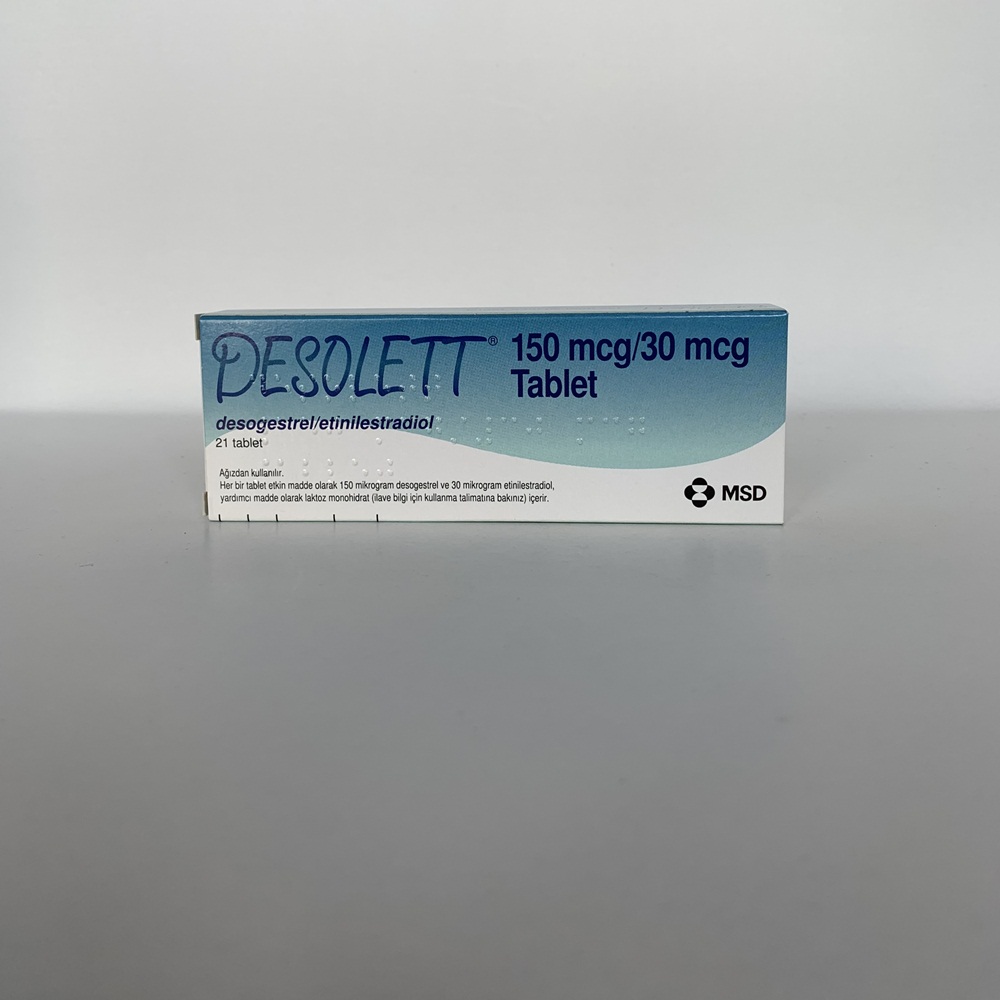 DESOLETT® 150 mcg/30 mcg
Tablet
desogestrel/etinilestradiol
21 tablet
Ağızdan kullanılır.
Her bir tablet etkin madde olarak 150 mikrogram desogestrel ve 30 mikrogram etinilestradiol,
yardımcı madde olarak laktoz monohidrat (ilave bilgi için kullanma talimatına bakınız) içerir.
MSD